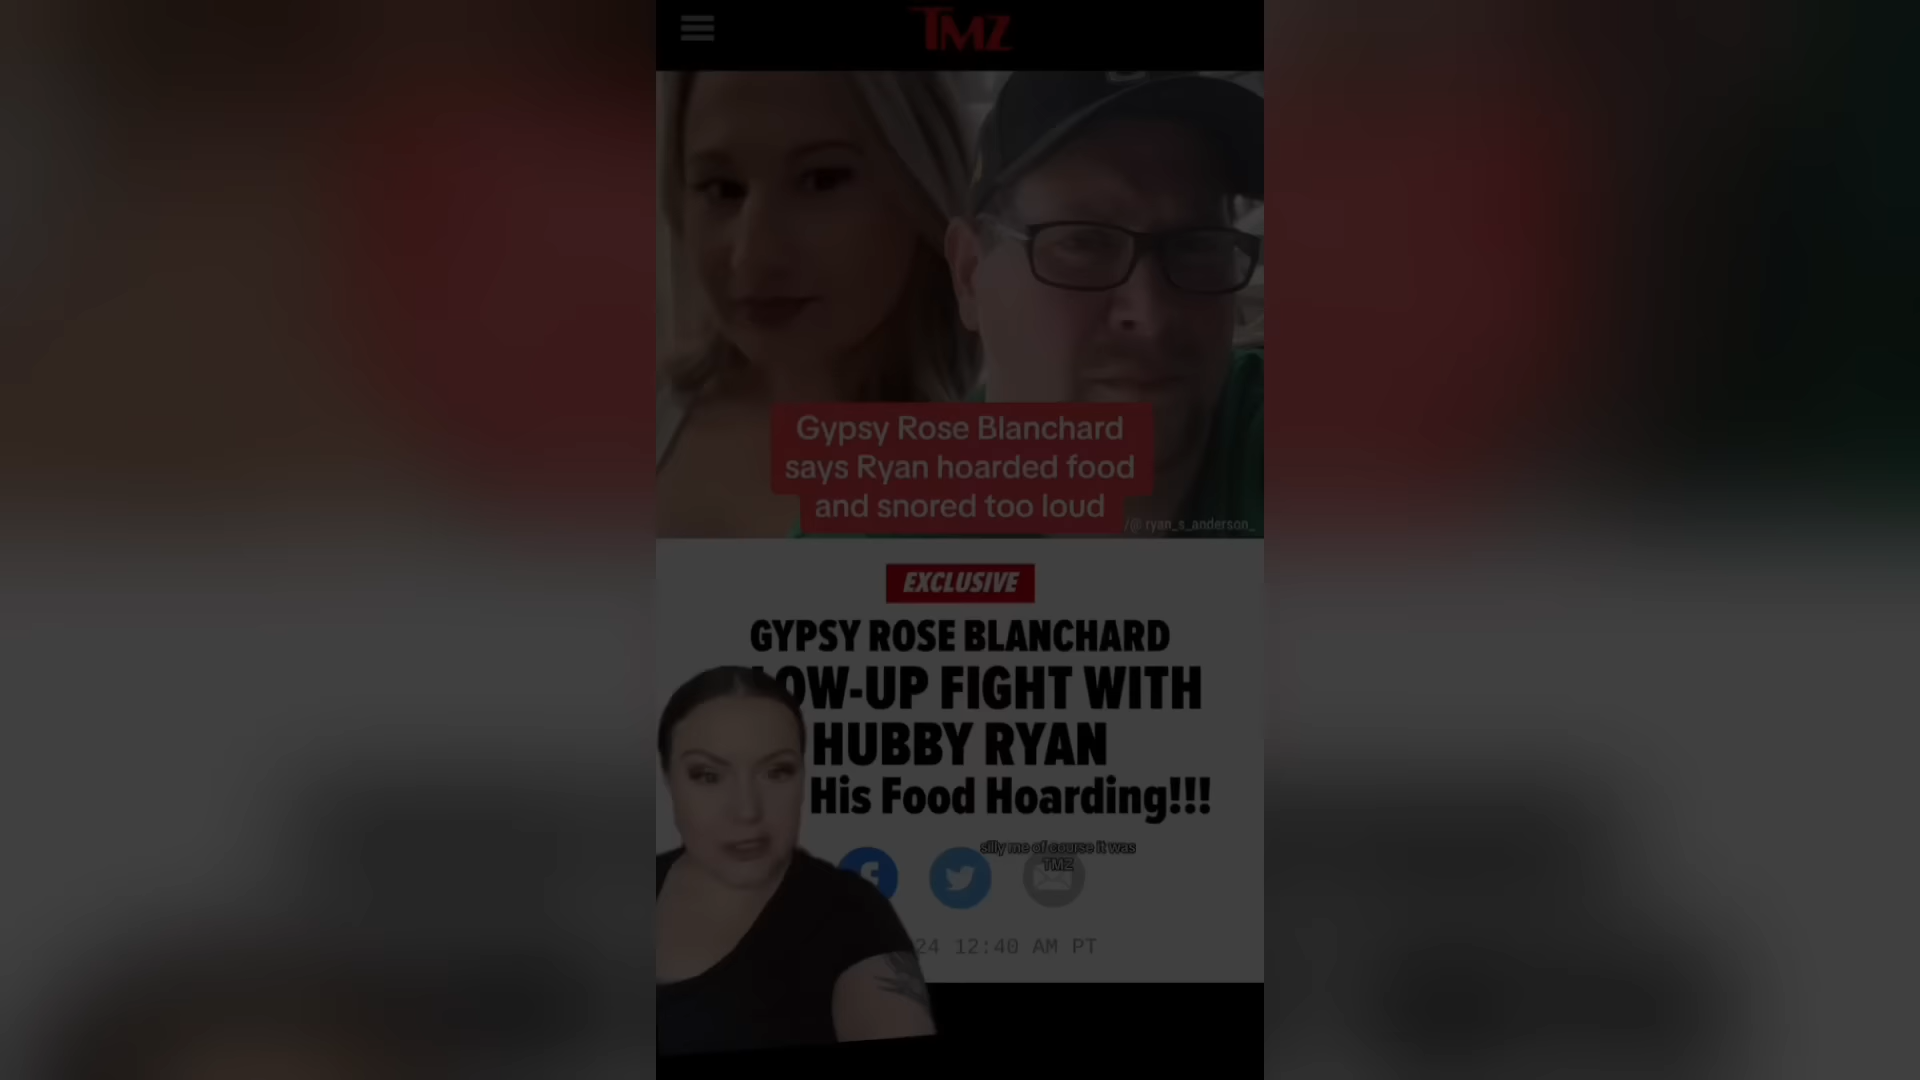 TMZ
Gypsy Rose Blanchard
says Ryan hoarded food
and snored too loud
/@ryan_s_anderson_
EXCLUSIVE
GYPSY ROSE BLANCHARD
OW-UP FIGHT WITH
HUBBY RYAN
His Food Hoarding!!!
silly me of course it was
TMZ
24 12:40 AM PT